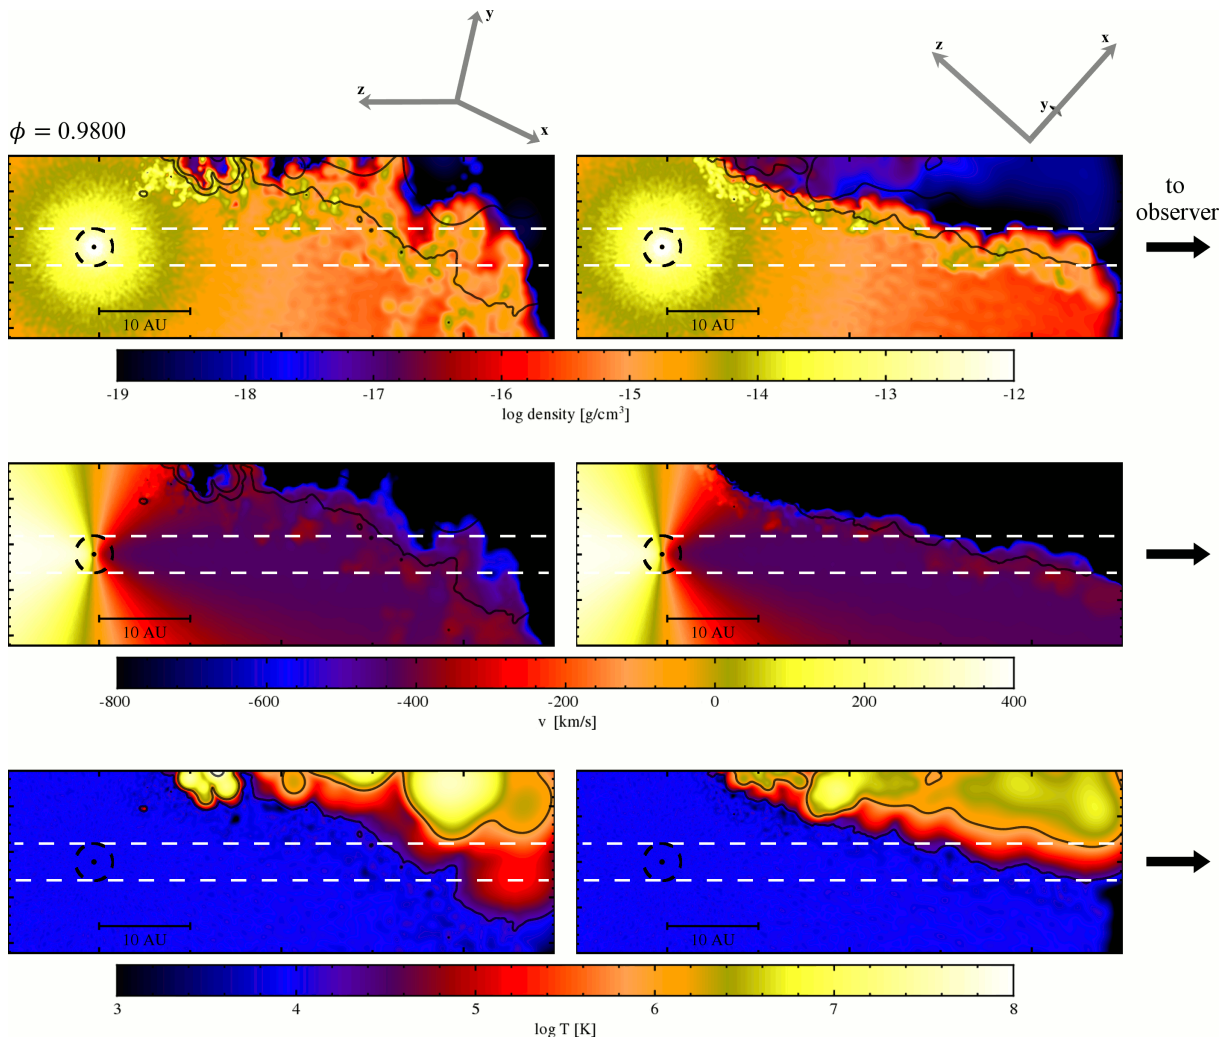 y
z
x
z
x
y
ϕ = 0.9800
to
observer
10 AU
10 AU
-19 -18 -17 -16 -15 -14 -13 -12
log density [g/cm³]
10 AU
10 AU
-800 -600 -400 -200 0 200 400
v [km/s]
10 AU
10 AU
3 4 5 6 7 8
log T [K]